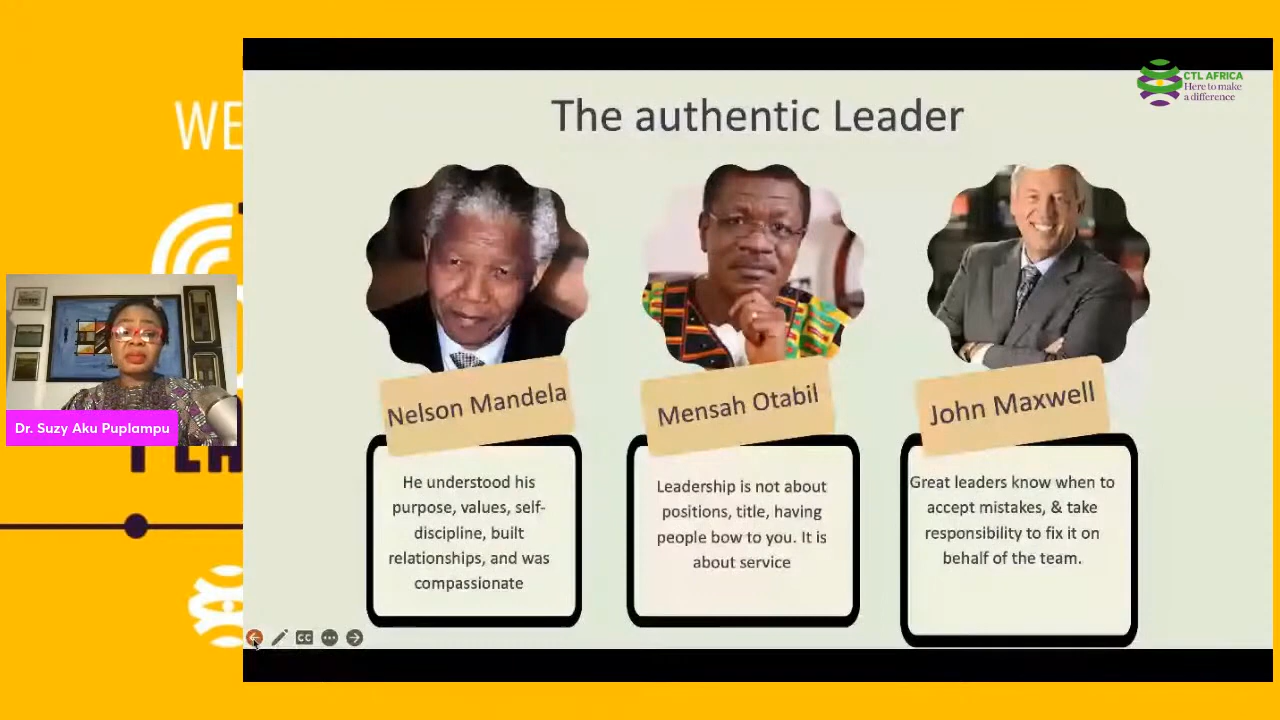 WE
CTL AFRICA
Here to make
a difference
The authentic Leader
Nelson Mandela
Mensah Otabil
John Maxwell
He understood his
purpose, values, self-
discipline, built
relationships, and was
compassionate
Leadership is not about
positions, title, having
people bow to you. It is
about service
Great leaders know when to
accept mistakes, & take
responsibility to fix it on
behalf of the team.
Dr. Suzy Aku Puplampu
CC